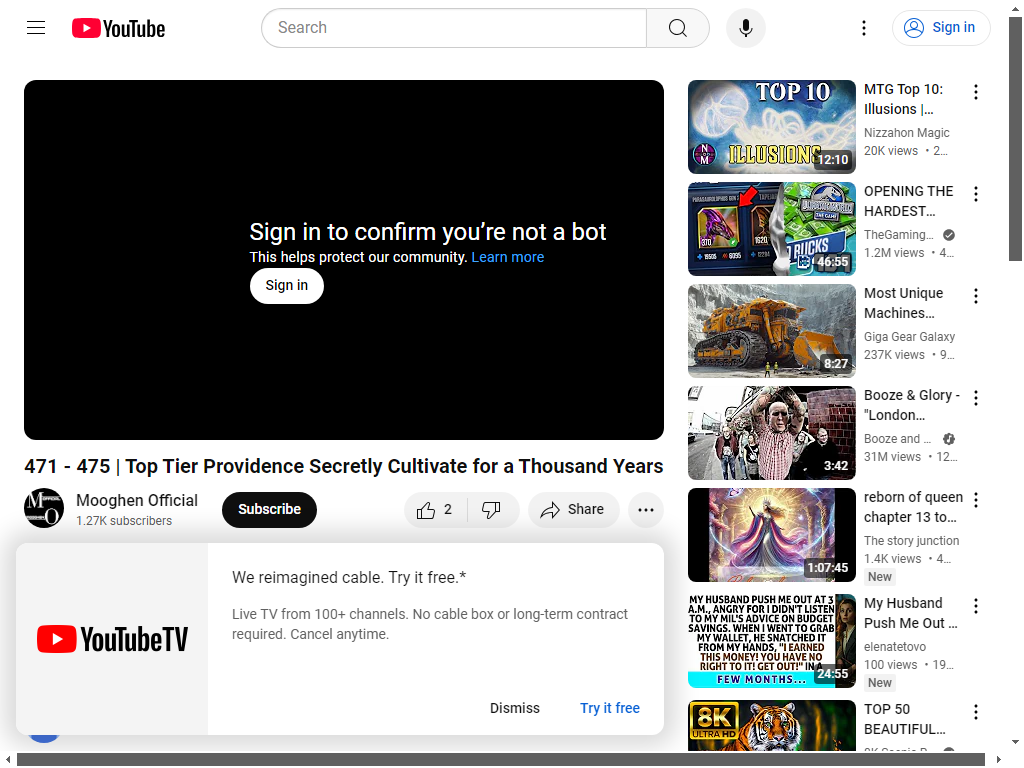 YouTube
Search
Sign in
Sign in to confirm you’re not a bot
This helps protect our community. Learn more
Sign in
471 - 475 | Top Tier Providence Secretly Cultivate for a Thousand Years
Mooghen Official
1.27K subscribers
Subscribe
2
Share
We reimagined cable. Try it free.*
Live TV from 100+ channels. No cable box or long-term contract
required. Cancel anytime.
YouTubeTV
Dismiss
Try it free
TOP 10
ILLUSIONS
12:10
MTG Top 10:
Illusions |...
Nizzahon Magic
20K views • 2...
370
1620
BUCKS
46:55
OPENING THE
HARDEST...
TheGaming...
1.2M views • 4...
8:27
Most Unique
Machines...
Giga Gear Galaxy
237K views • 9...
3:42
Booze & Glory -
"London...
Booze and ...
31M views • 12...
1:07:45
reborn of queen
chapter 13 to...
The story junction
1.4K views • 4...
New
MY HUSBAND PUSH ME OUT AT 3
A.M., ANGRY FOR I DIDN'T LISTEN
TO MY MIL'S ADVICE ON BUDGET
SAVINGS. WHEN I WENT TO GRAB
MY WALLET, HE SNATCHED IT
FROM MY HANDS, "I EARNED
THIS MONEY! YOU HAVE NO
RIGHT TO IT! GET OUT!" IN A
FEW MONTHS...
24:55
My Husband
Push Me Out ...
elenatetovo
100 views • 19...
New
8K
ULTRA HD
TOP 50
BEAUTIFUL...